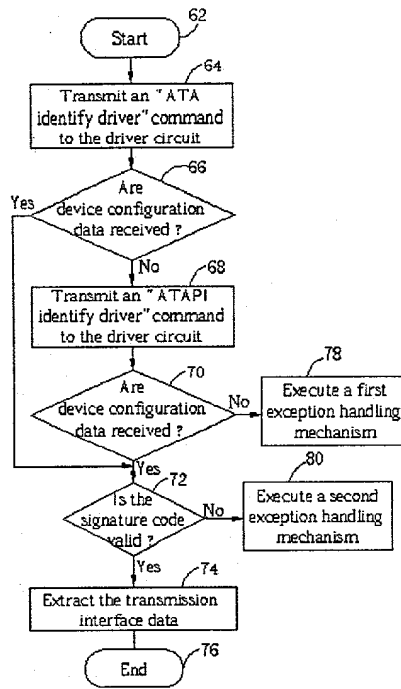 62
Start
64
Transmit an "ATA
identify driver" command
to the driver circuit
66
Are
device configuration
data received ?
Yes
No
68
Transmit an "ATAPI
identify driver" command
to the driver circuit
70
Are
device configuration
data received ?
No
78
Execute a first
exception handling
mechanism
Yes
72
Is the
signature code
valid ?
No
80
Execute a second
exception handling
mechanism
Yes
74
Extract the transmission
interface data
End
76